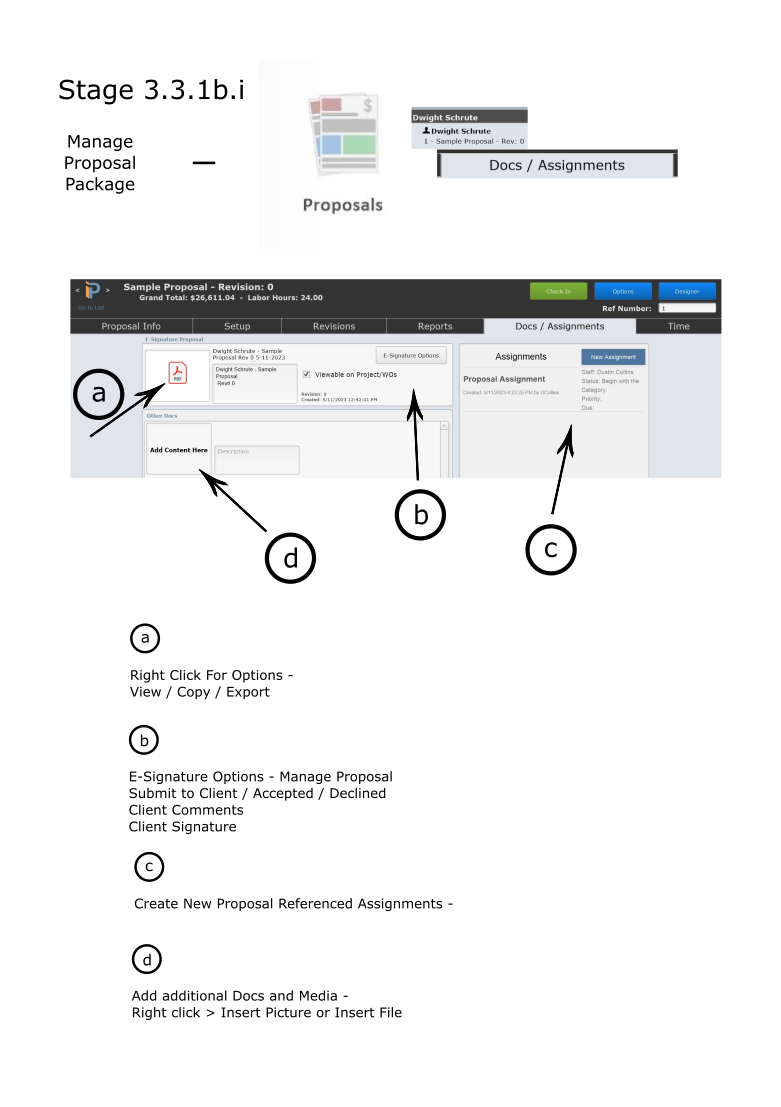 Stage 3.3.1b.i
Manage
Proposal
Package
—
$
Proposals
Dwight Schrute
Dwight Schrute
1 - Sample Proposal - Rev: 0
Docs / Assignments
< >
Go to List
Sample Proposal - Revision: 0
Grand Total: $26,611.04 - Labor Hours: 24.00
Check In
Options
Designer
Ref Number: 1
Proposal Info
Setup
Revisions
Reports
Docs / Assignments
Time
E-Signature Proposal
PDF
Dwight Schrute - Sample
Proposal Rev 0 5-11-2023
Dwight Schrute - Sample
Proposal
Rev# 0
E-Signature Options
Viewable on Project/WOs
Revision: 0
Created: 5/11/2023 12:42:01 PM
Other Docs
Add Content Here
Description
Assignments
New Assignment
Proposal Assignment
Created: 5/11/2023 4:23:25 PM by DCollins
Staff: Dustin Collins
Status: Begin with the
Category:
Priority:
Due:
a
b
c
d
a
Right Click For Options -
View / Copy / Export
b
E-Signature Options - Manage Proposal
Submit to Client / Accepted / Declined
Client Comments
Client Signature
c
Create New Proposal Referenced Assignments -
d
Add additional Docs and Media -
Right click > Insert Picture or Insert File